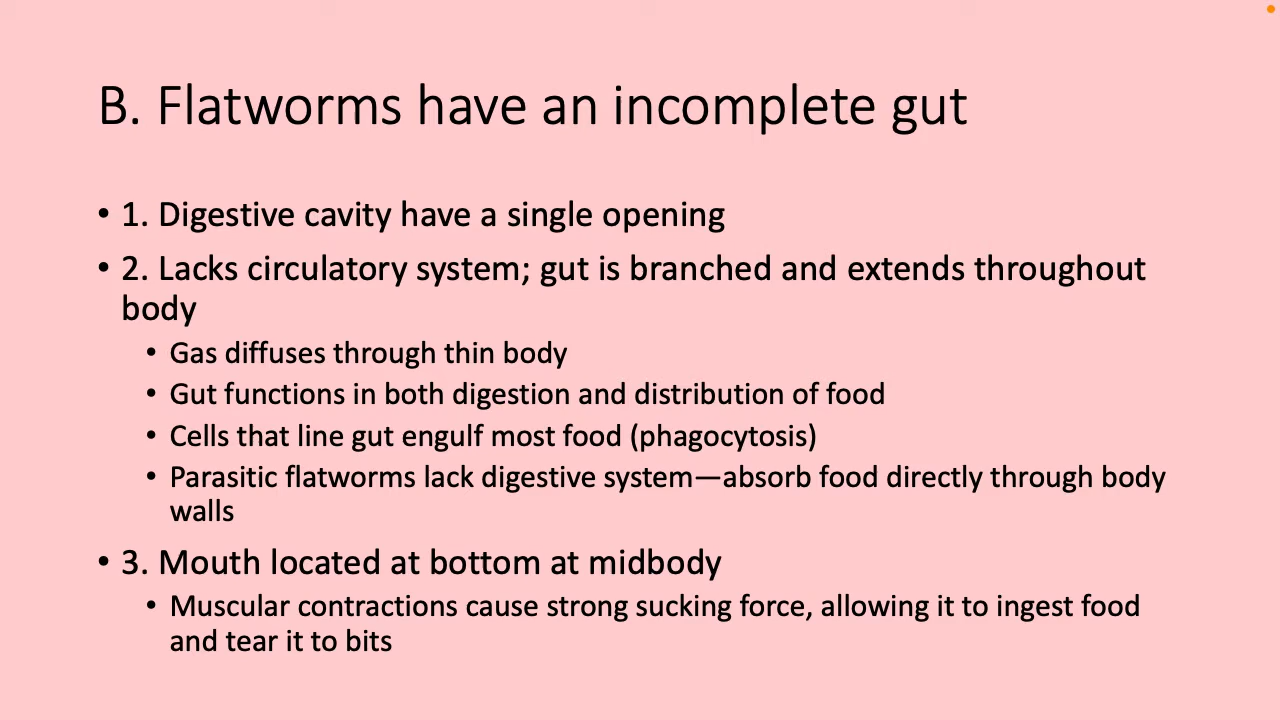 B. Flatworms have an incomplete gut
• 1. Digestive cavity have a single opening
• 2. Lacks circulatory system; gut is branched and extends throughout
body
• Gas diffuses through thin body
• Gut functions in both digestion and distribution of food
• Cells that line gut engulf most food (phagocytosis)
• Parasitic flatworms lack digestive system—absorb food directly through body
walls
• 3. Mouth located at bottom at midbody
• Muscular contractions cause strong sucking force, allowing it to ingest food
and tear it to bits